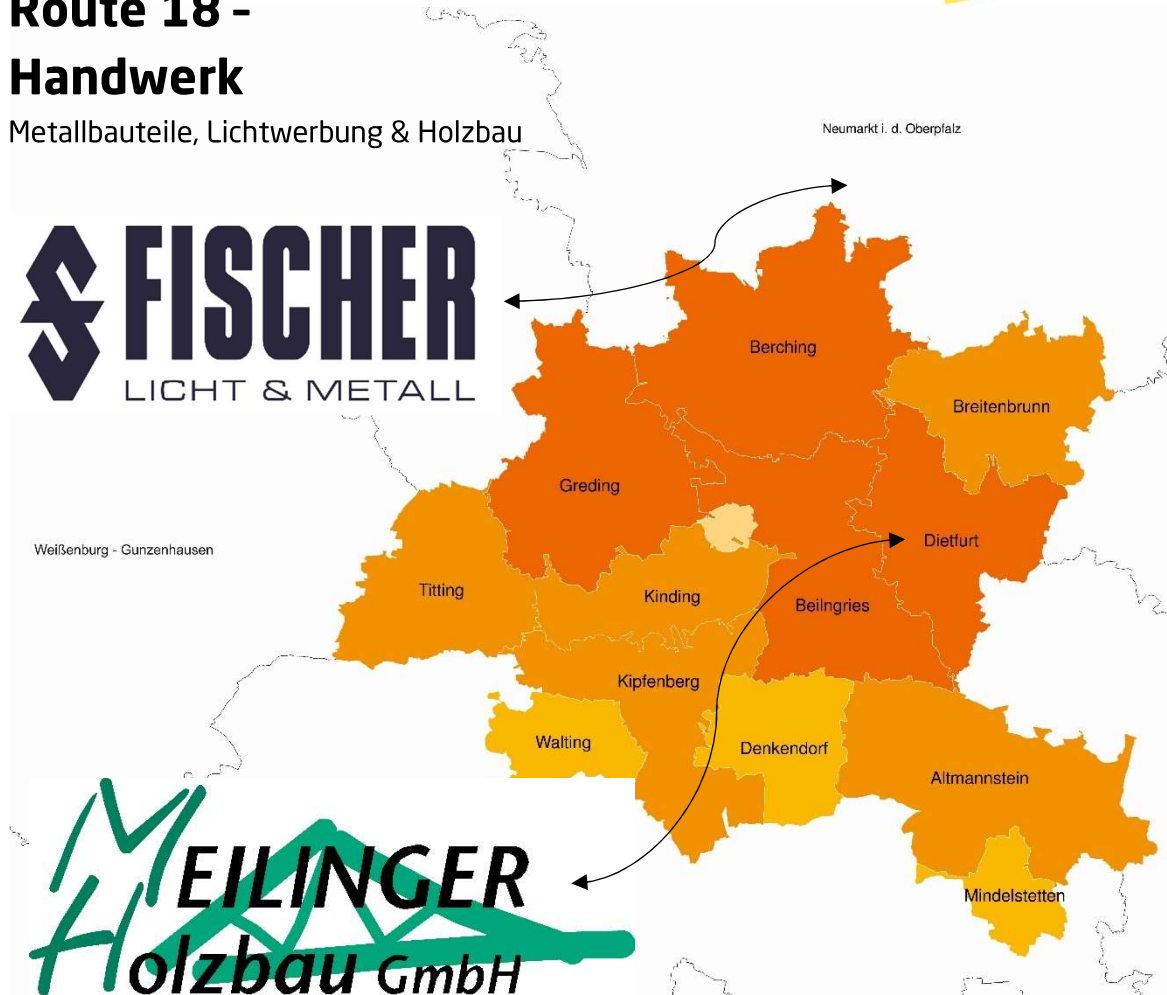 Route 18 –
Handwerk
Metallbauteile, Lichtwerbung & Holzbau
Neumarkt i. d. Oberpfalz
FISCHER
LICHT & METALL
Berching
Breitenbrunn
Greding
Weißenburg - Gunzenhausen
Dietfurt
Titting
Kinding
Beilngries
Kipfenberg
Walting
Denkendorf
Altmannstein
MEILINGER
Holzbau GmbH
Mindelstetten